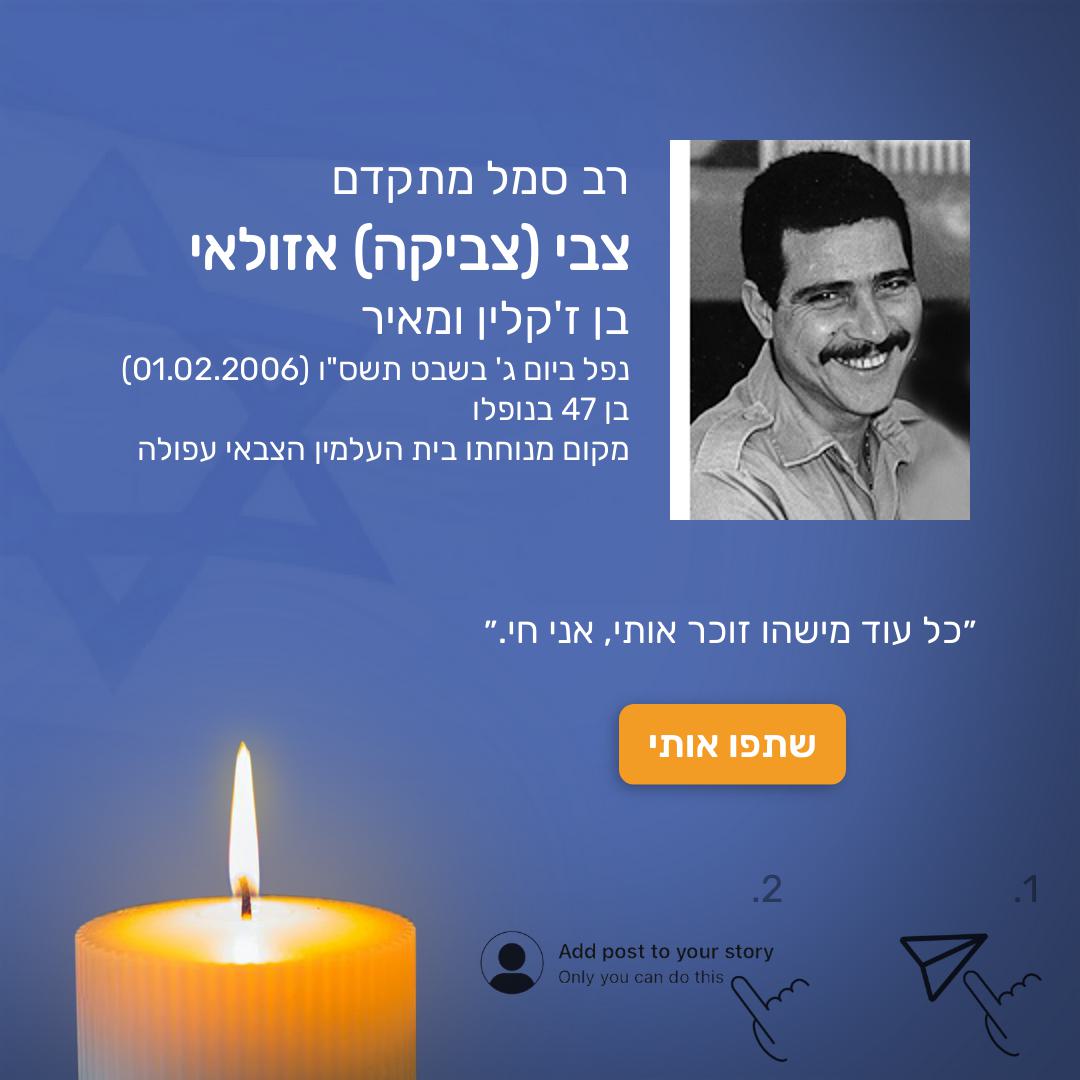 רב סמל מתקדם
צבי (צביקה) אזולאי
בן ז'קלין ומאיר
נפל ביום ג' בשבט תשס"ו (01.02.2006)
בן 47 בנופלו
מקום מנוחתו בית העלמין הצבאי עפולה
״כל עוד מישהו זוכר אותי, אני חי.״
שתפו אותי
.1
.2
Add post to your story
Only you can do this